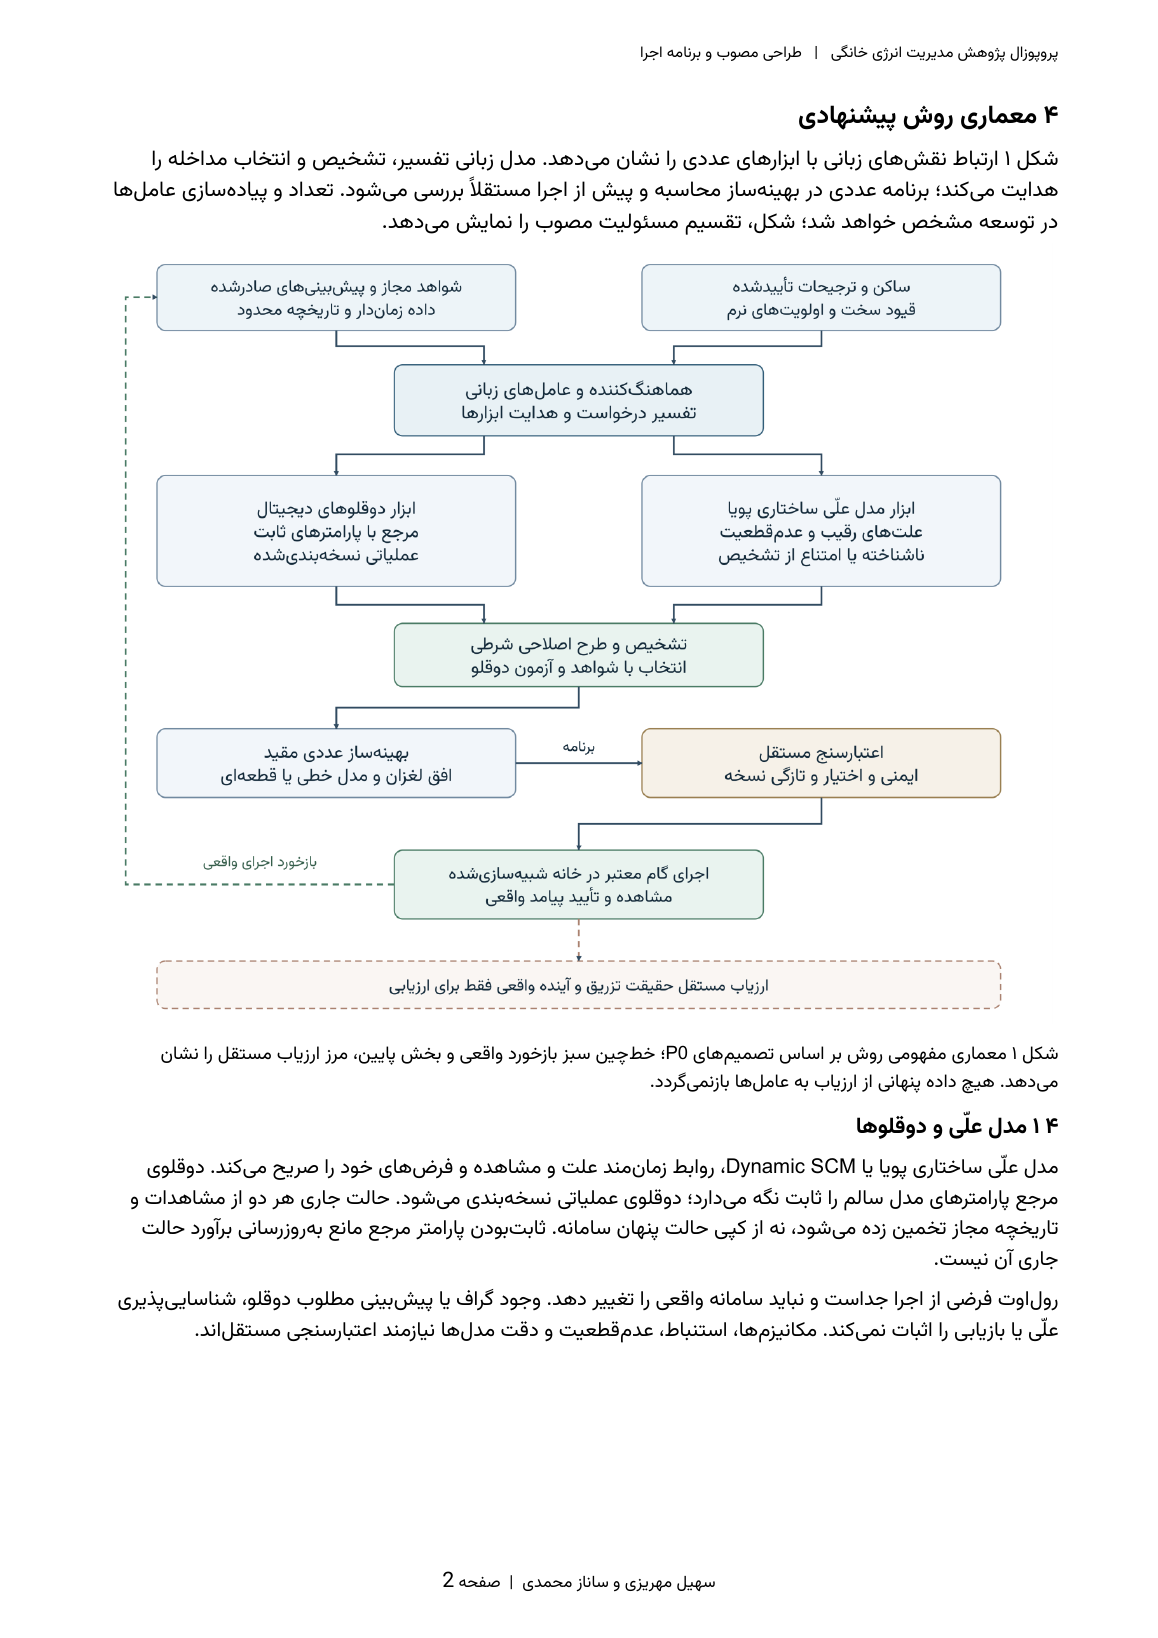 پروپوزال پژوهش مدیریت انرژی خانگی | طراحی مصوب و برنامه اجرا
۴ معماری روش پیشنهادی
شکل ۱ ارتباط نقش‌های زبانی با ابزارهای عددی را نشان می‌دهد. مدل زبانی تفسیر، تشخیص و انتخاب مداخله را
هدایت می‌کند؛ برنامه عددی در بهینه‌ساز محاسبه و پیش از اجرا مستقلاً بررسی می‌شود. تعداد و پیاده‌سازی عامل‌ها
در توسعه مشخص خواهد شد؛ شکل، تقسیم مسئولیت مصوب را نمایش می‌دهد.
ساکن و ترجیحات تأییدشده
قیود سخت و اولویت‌های نرم
شواهد مجاز و پیش‌بینی‌های صادرشده
داده زمان‌دار و تاریخچه محدود
هماهنگ‌کننده و عامل‌های زبانی
تفسیر درخواست و هدایت ابزارها
ابزار مدل علّی ساختاری پویا
علت‌های رقیب و عدم‌قطعیت
ناشناخته یا امتناع از تشخیص
ابزار دوقلوهای دیجیتال
مرجع با پارامترهای ثابت
عملیاتی نسخه‌بندی‌شده
تشخیص و طرح اصلاحی شرطی
انتخاب با شواهد و آزمون دوقلو
بهینه‌ساز عددی مقید
افق لغزان و مدل خطی یا قطعه‌ای
برنامه
اعتبارسنج مستقل
ایمنی و اختیار و تازگی نسخه
اجرای گام معتبر در خانه شبیه‌سازی‌شده
مشاهده و تأیید پیامد واقعی
بازخورد اجرای واقعی
ارزیاب مستقل حقیقت تزریق و آینده واقعی فقط برای ارزیابی
شکل ۱ معماری مفهومی روش بر اساس تصمیم‌های P0؛ خط‌چین سبز بازخورد واقعی و بخش پایین، مرز ارزیاب مستقل را نشان
می‌دهد. هیچ داده پنهانی از ارزیاب به عامل‌ها بازنمی‌گردد.
۴ ۱ مدل علّی و دوقلوها
مدل علّی ساختاری پویا یا Dynamic SCM، روابط زمان‌مند علت و مشاهده و فرض‌های خود را صریح می‌کند. دوقلوی
مرجع پارامترهای مدل سالم را ثابت نگه می‌دارد؛ دوقلوی عملیاتی نسخه‌بندی می‌شود. حالت جاری هر دو از مشاهدات و
تاریخچه مجاز تخمین زده می‌شود، نه از کپی حالت پنهان سامانه. ثابت‌بودن پارامتر مرجع مانع به‌روزرسانی برآورد حالت
جاری آن نیست.
رول‌اوت فرضی از اجرا جداست و نباید سامانه واقعی را تغییر دهد. وجود گراف یا پیش‌بینی مطلوب دوقلو، شناسایی‌پذیری
علّی یا بازیابی را اثبات نمی‌کند. مکانیزم‌ها، استنباط، عدم‌قطعیت و دقت مدل‌ها نیازمند اعتبارسنجی مستقل‌اند.
سهیل مهریزی و ساناز محمدی | صفحه 2